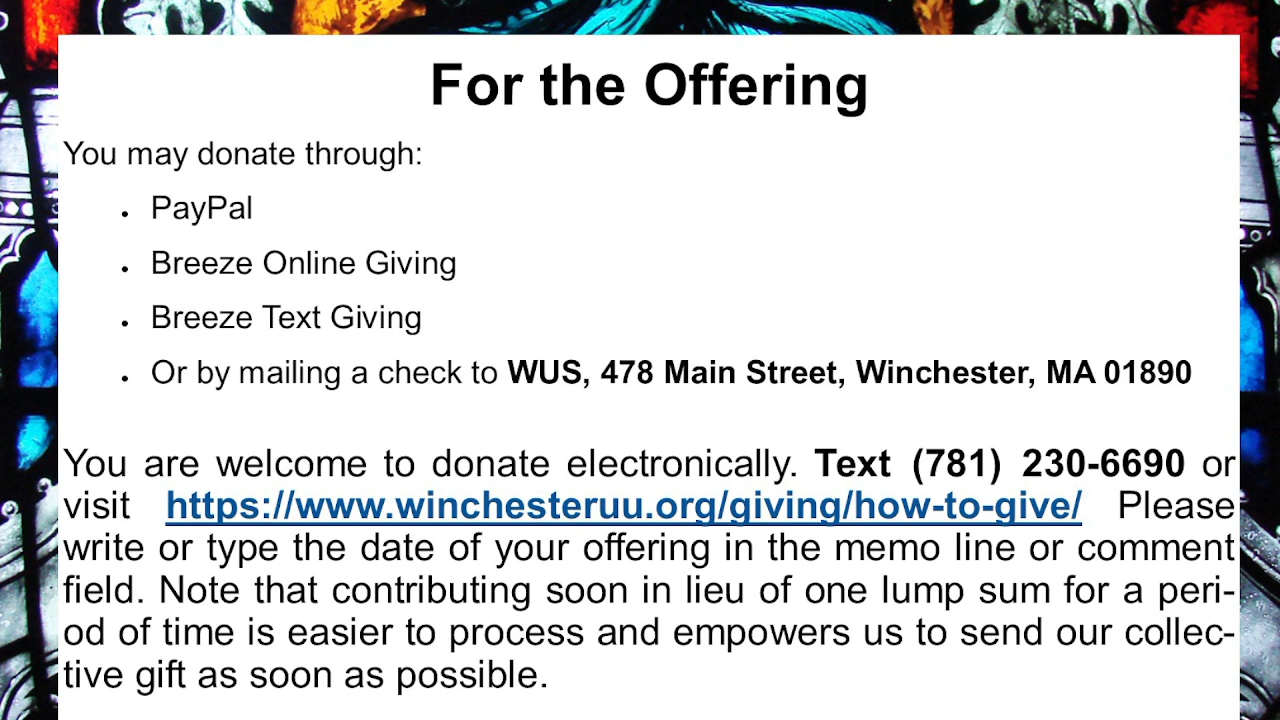 For the Offering
You may donate through:
• PayPal
• Breeze Online Giving
• Breeze Text Giving
• Or by mailing a check to WUS, 478 Main Street, Winchester, MA 01890
You are welcome to donate electronically. Text (781) 230-6690 or
visit https://www.winchesteruu.org/giving/how-to-give/ Please
write or type the date of your offering in the memo line or comment
field. Note that contributing soon in lieu of one lump sum for a peri-
od of time is easier to process and empowers us to send our collec-
tive gift as soon as possible.